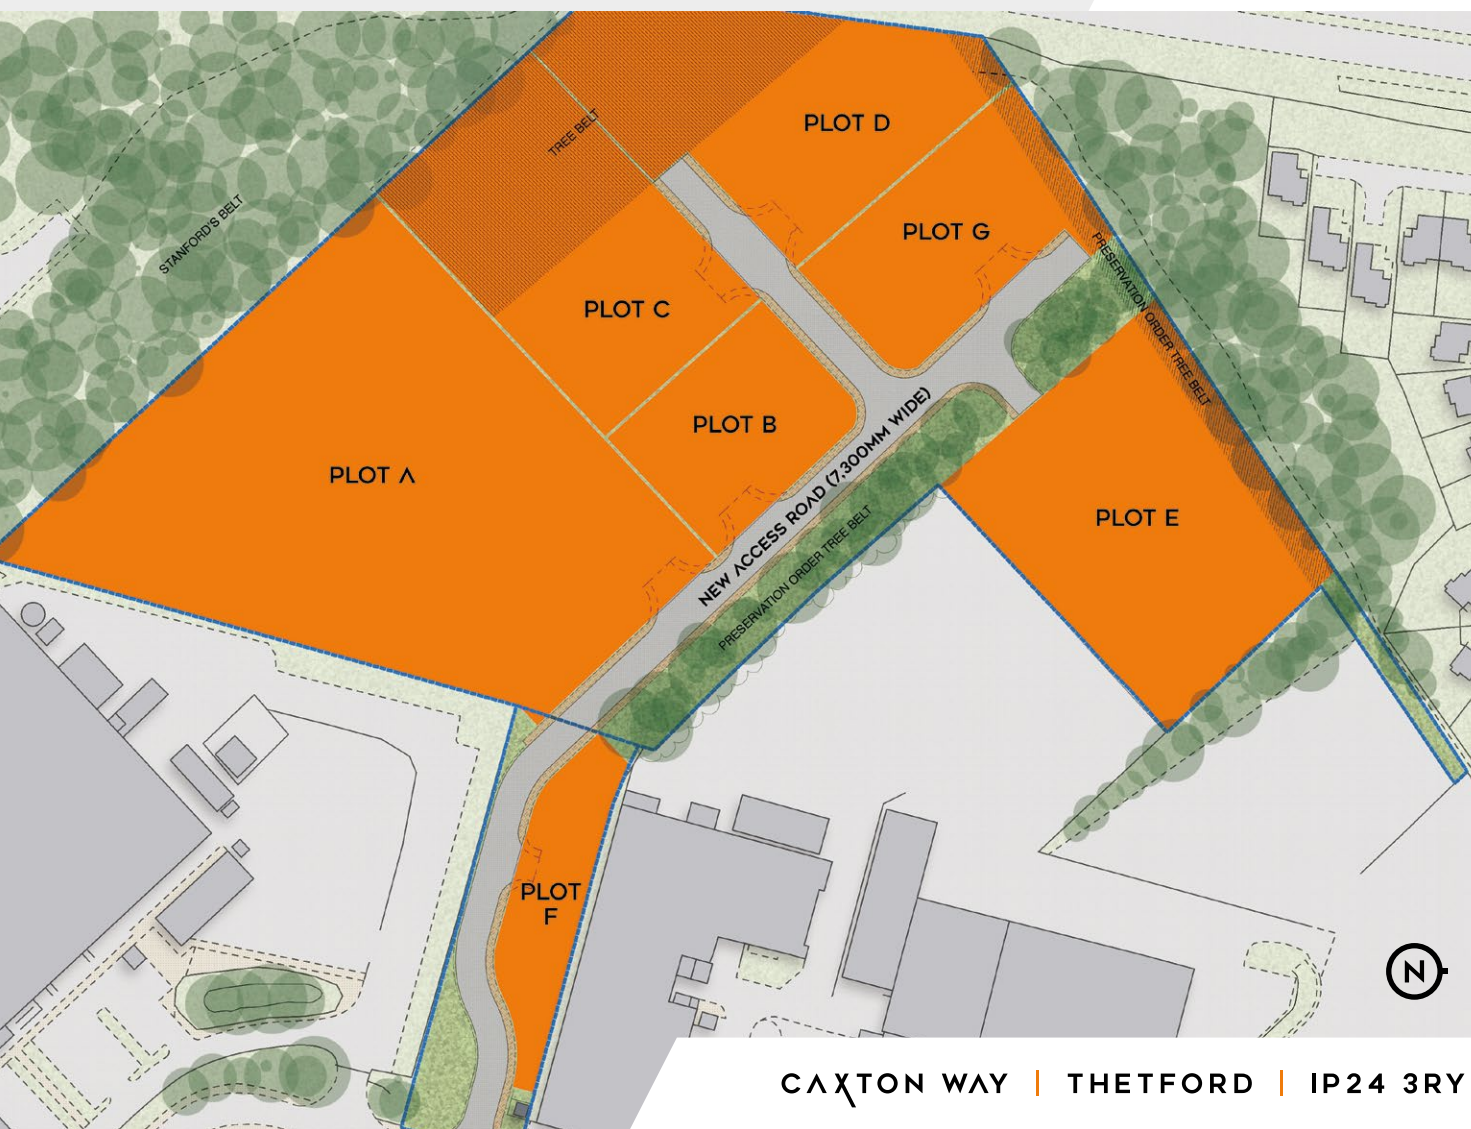 TREE BELT
PLOT D
STANFORD'S BELT
PLOT G
PRESERVATION ORDER TREE BELT
PLOT C
PLOT B
NEW ACCESS ROAD (7,300MM WIDE)
PLOT A
PLOT E
PRESERVATION ORDER TREE BELT
PLOT
F
N
CAXTON WAY | THETFORD | IP24 3RY